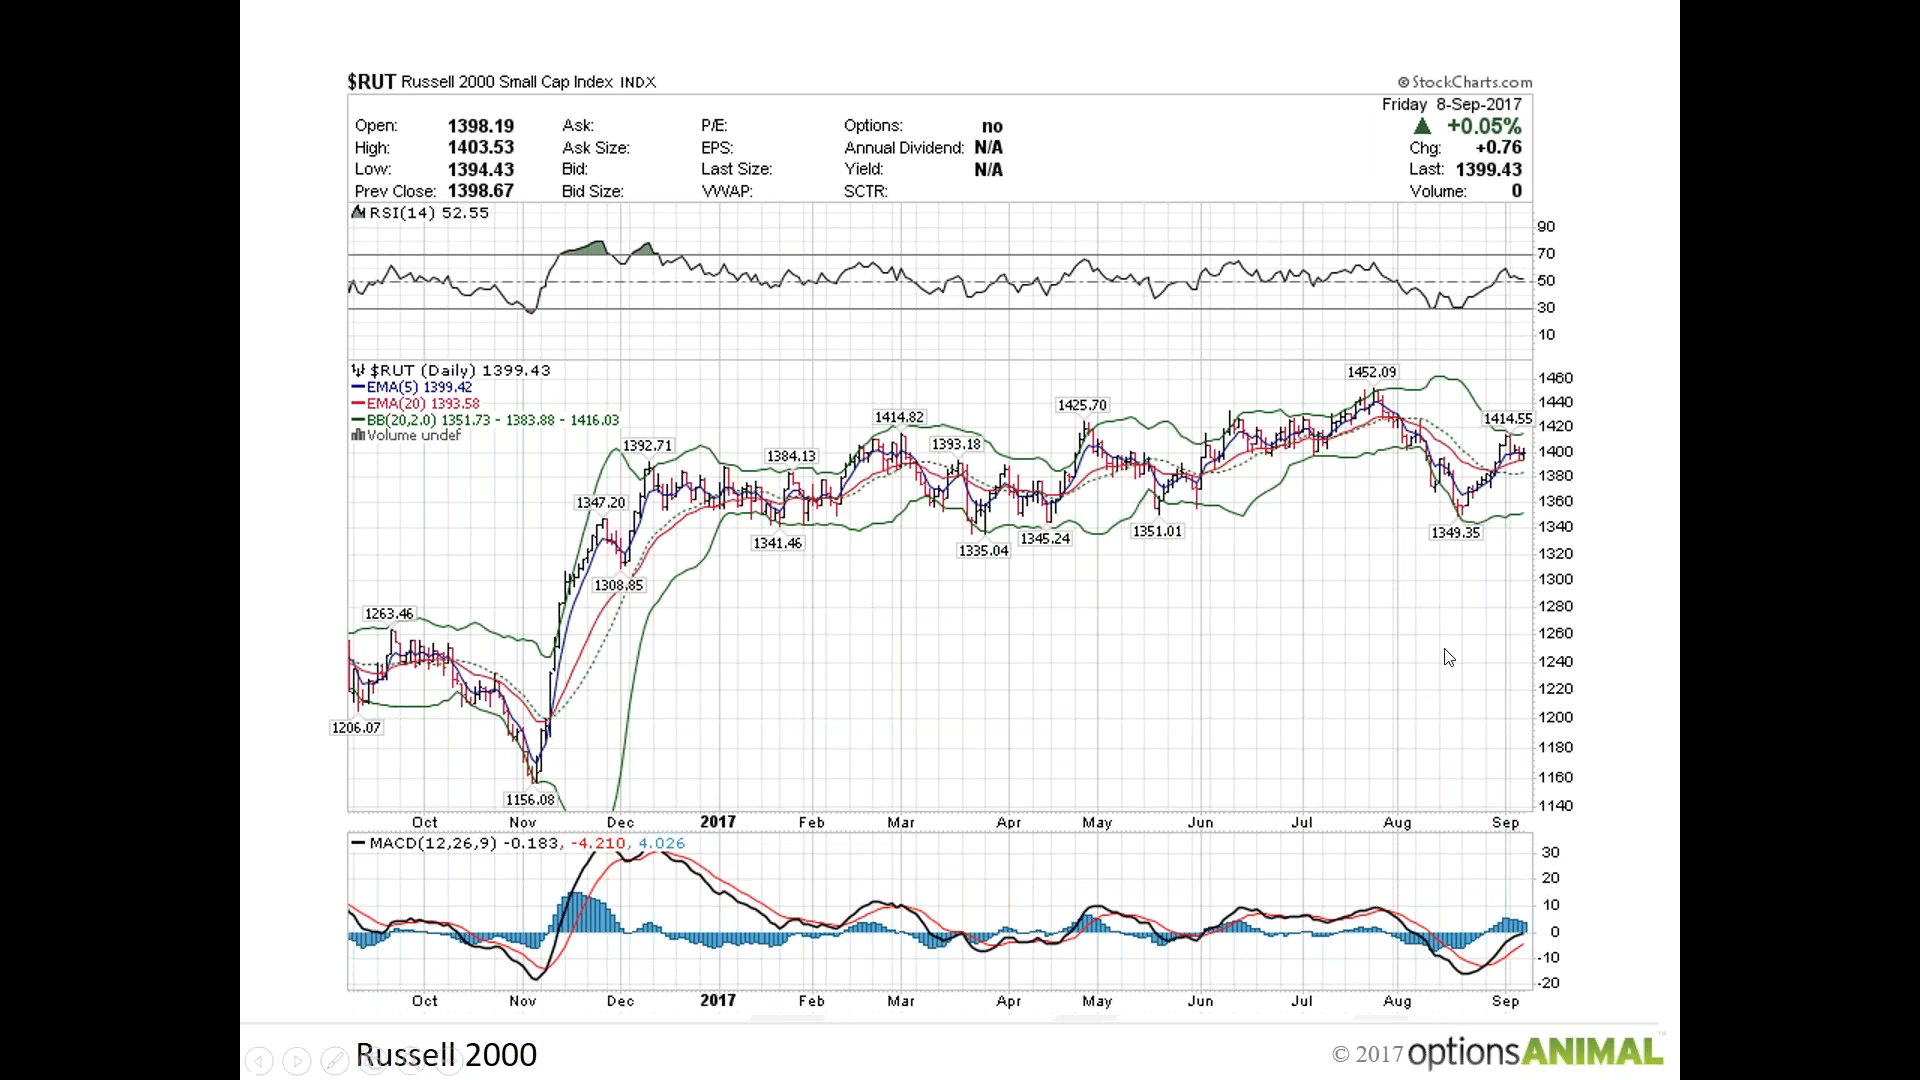 $RUT Russell 2000 Small Cap Index INDX
© StockCharts.com
Friday 8-Sep-2017
Open: 1398.19 Ask: P/E: Options: no ▲ +0.05%
High: 1403.53 Ask Size: EPS: Annual Dividend: N/A Chg: +0.76
Low: 1394.43 Bid: Last Size: Yield: N/A Last: 1399.43
Prev Close: 1398.67 Bid Size: VWAP: SCTR: Volume: 0
RSI(14) 52.55
90
70
50
30
10
$RUT (Daily) 1399.43
EMA(5) 1399.42
EMA(20) 1393.58
BB(20,2.0) 1351.73 - 1383.88 - 1416.03
Volume undef
1452.09
1425.70
1414.82
1414.55
1392.71
1393.18
1384.13
1347.20
1341.46
1335.04
1345.24
1351.01
1349.35
1308.85
1263.46
1206.07
1156.08
1460
1440
1420
1400
1380
1360
1340
1320
1300
1280
1260
1240
1220
1200
1180
1160
1140
Oct Nov Dec 2017 Feb Mar Apr May Jun Jul Aug Sep
MACD(12,26,9) -0.183, -4.210, 4.026
30
20
10
0
-10
-20
Oct Nov Dec 2017 Feb Mar Apr May Jun Jul Aug Sep
Russell 2000
© 2017 optionsANIMAL